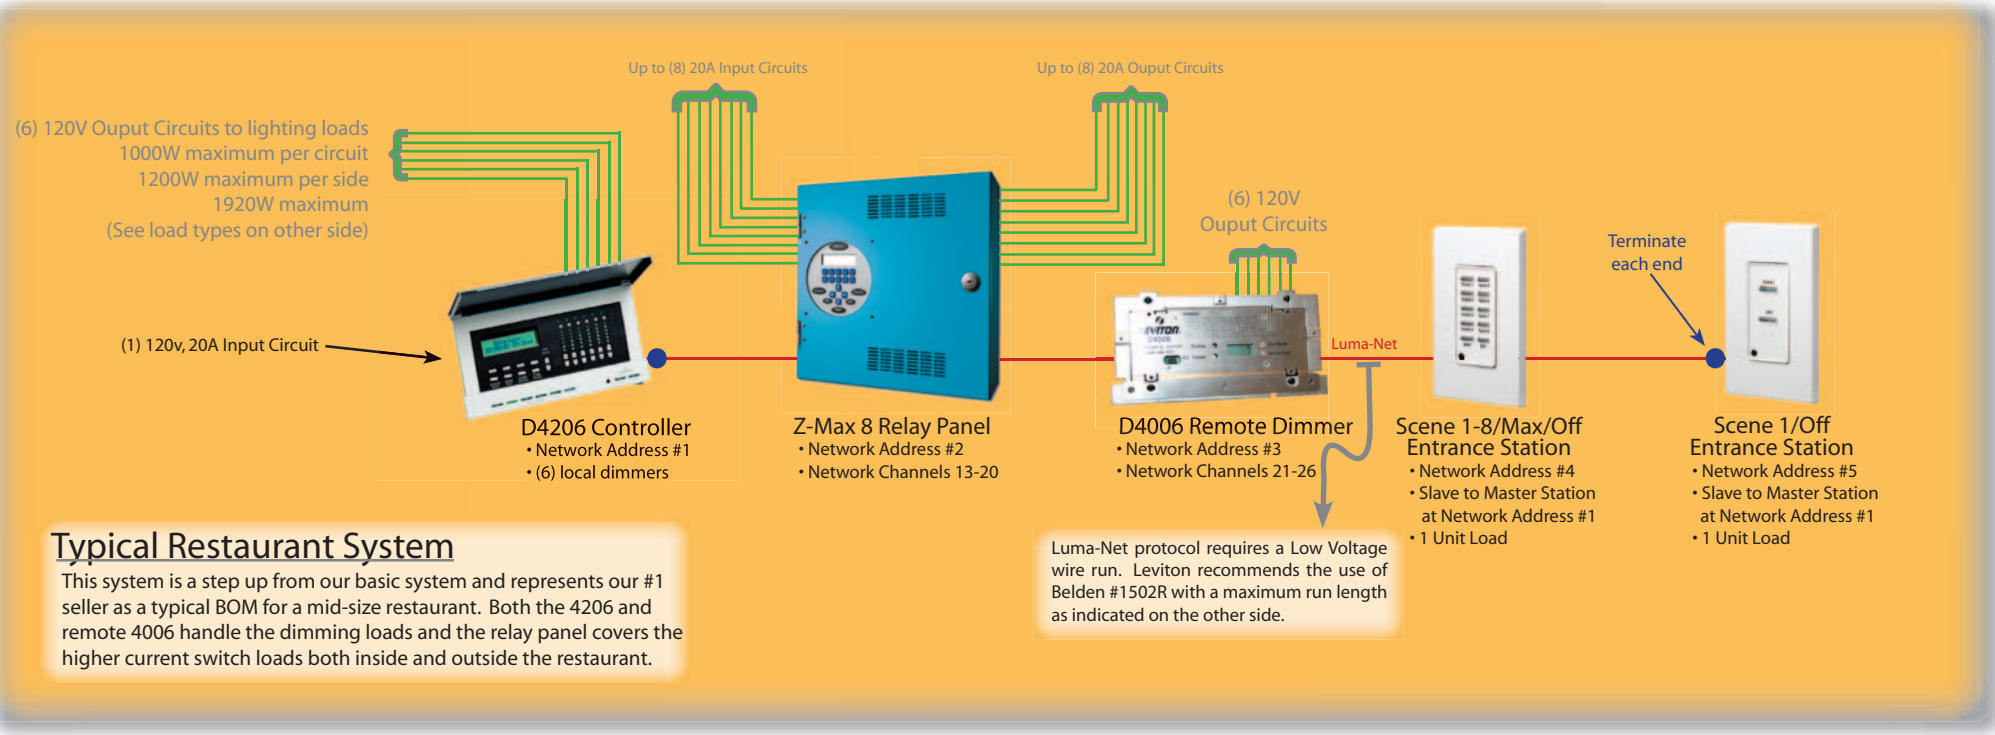 Up to (8) 20A Input Circuits
Up to (8) 20A Ouput Circuits
(6) 120V Ouput Circuits to lighting loads
1000W maximum per circuit
1200W maximum per side
1920W maximum
(See load types on other side)
(6) 120V
Ouput Circuits
Terminate
each end
(1) 120v, 20A Input Circuit
LEVITON
D4006
Luma-Net
D4206 Controller
• Network Address #1
• (6) local dimmers
Z-Max 8 Relay Panel
• Network Address #2
• Network Channels 13-20
D4006 Remote Dimmer
• Network Address #3
• Network Channels 21-26
Scene 1-8/Max/Off
Entrance Station
• Network Address #4
• Slave to Master Station
at Network Address #1
• 1 Unit Load
Scene 1/Off
Entrance Station
• Network Address #5
• Slave to Master Station
at Network Address #1
• 1 Unit Load
Typical Restaurant System
This system is a step up from our basic system and represents our #1
seller as a typical BOM for a mid-size restaurant. Both the 4206 and
remote 4006 handle the dimming loads and the relay panel covers the
higher current switch loads both inside and outside the restaurant.
Luma-Net protocol requires a Low Voltage
wire run. Leviton recommends the use of
Belden #1502R with a maximum run length
as indicated on the other side.